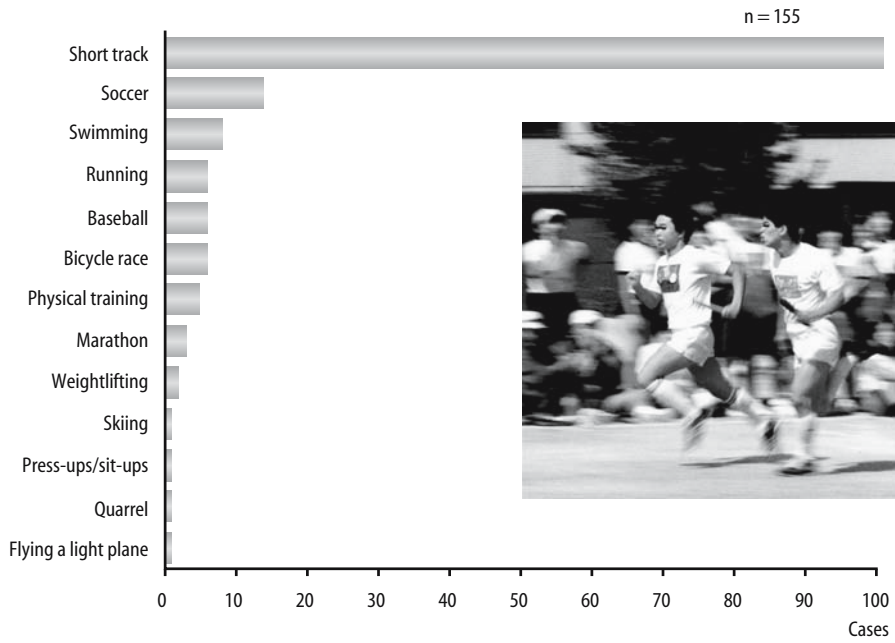 n = 155
Short track
Soccer
Swimming
Running
Baseball
Bicycle race
Physical training
Marathon
Weightlifting
Skiing
Press-ups/sit-ups
Quarrel
Flying a light plane
0 10 20 30 40 50 60 70 80 90 100
Cases